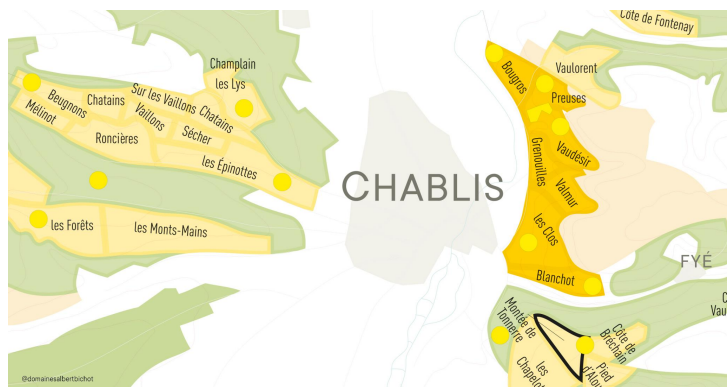 Côte de Fontenay
Champlain
les Lys
Vaulorent
Bougros
Preuses
Beugnons
Chatains
Sur les Vaillons
Chatains
Mélinot
Vaillons
Sécher
Roncières
les Épinottes
Grenouilles
Vaudésir
Valmur
CHABLIS
les Forêts
les Monts-Mains
les Clos
Blanchot
FYÉ
Montée de
Tonnerre
Côte de
Bréchain
les
Pied
@domainesalbertbichot